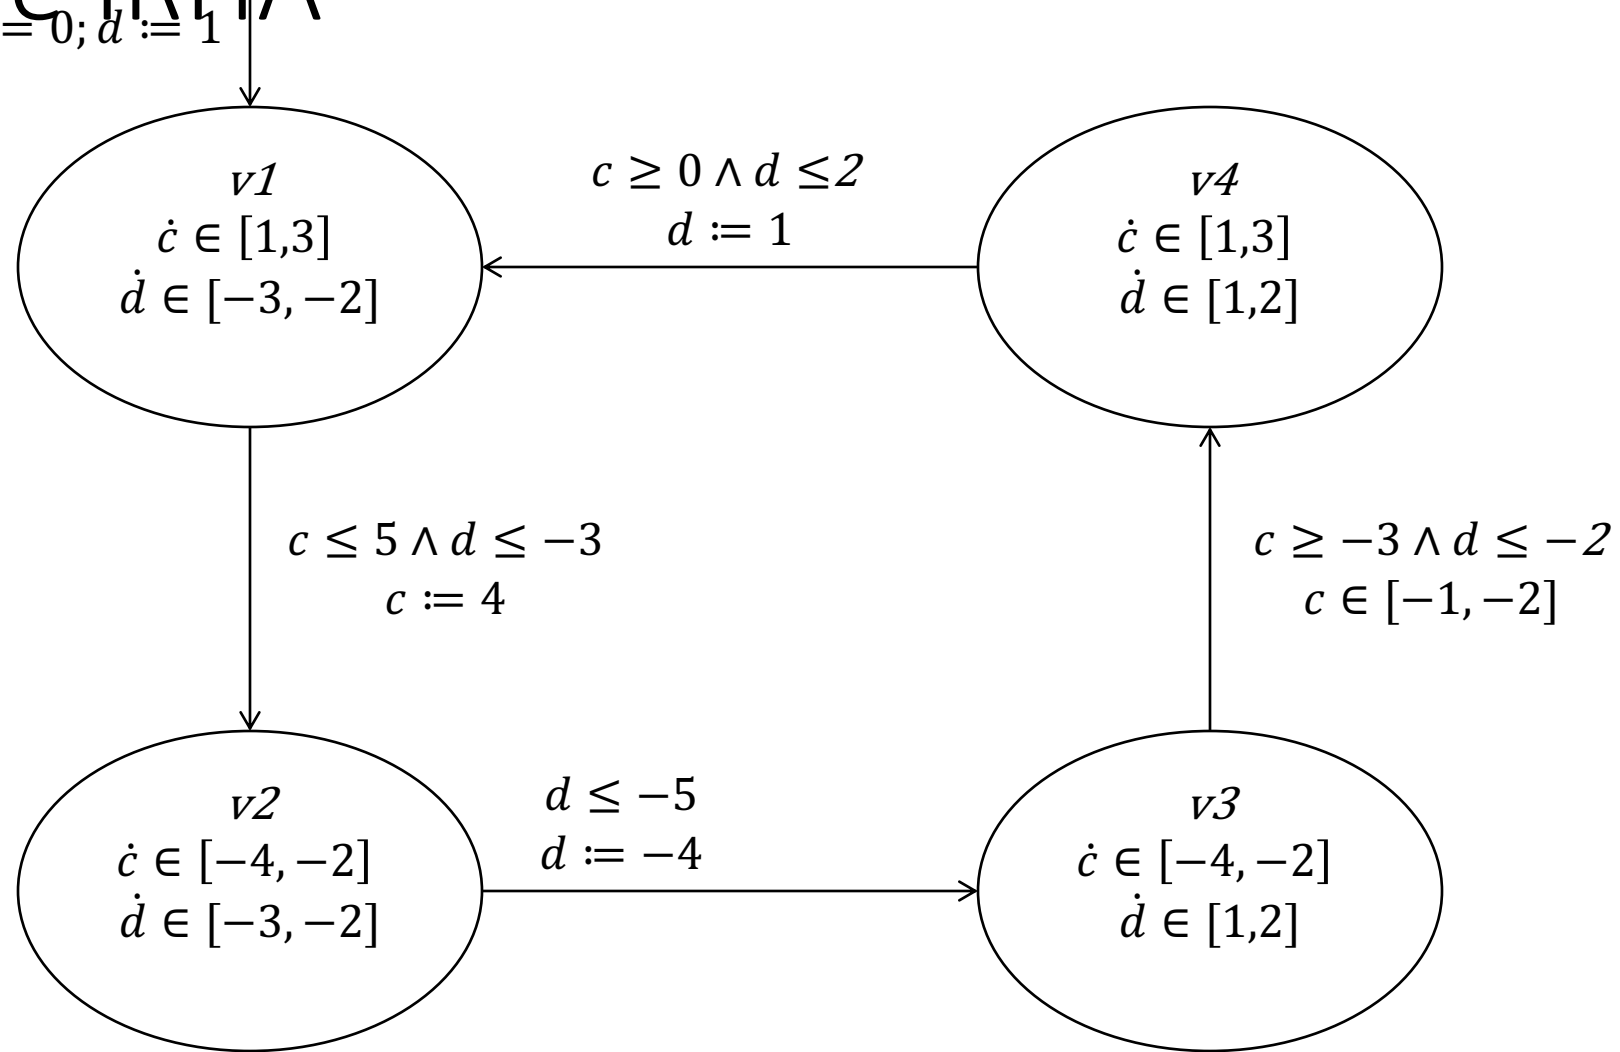 = 0; d ≔ 1
v1
ċ ∈ [1,3]
ḋ ∈ [−3, −2]
c ≥ 0 ∧ d ≤2
d ≔ 1
v4
ċ ∈ [1,3]
ḋ ∈ [1,2]
c ≤ 5 ∧ d ≤ −3
c ≔ 4
c ≥ −3 ∧ d ≤ −2
c ∈ [−1, −2]
v2
ċ ∈ [−4, −2]
ḋ ∈ [−3, −2]
d ≤ −5
d ≔ −4
v3
ċ ∈ [−4, −2]
ḋ ∈ [1,2]